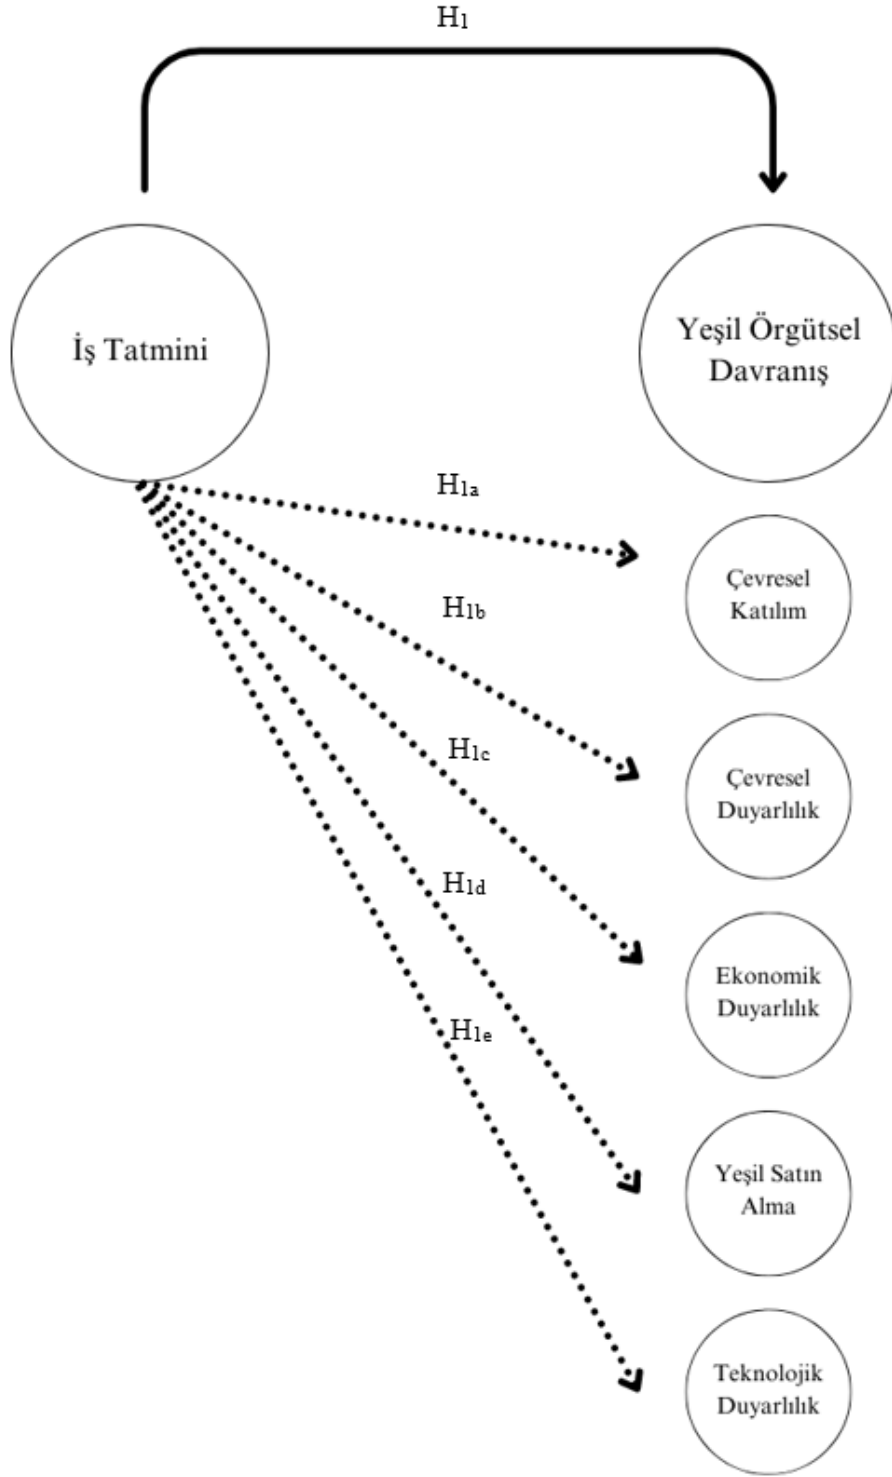 H₁
İş Tatmini
Yeşil Örgütsel
Davranış
H₁ₐ
Çevresel
Katılım
H1b
Çevresel
Duyarlılık
H1c
Ekonomik
Duyarlılık
H1d
Yeşil Satın
Alma
H1e
Teknolojik
Duyarlılık